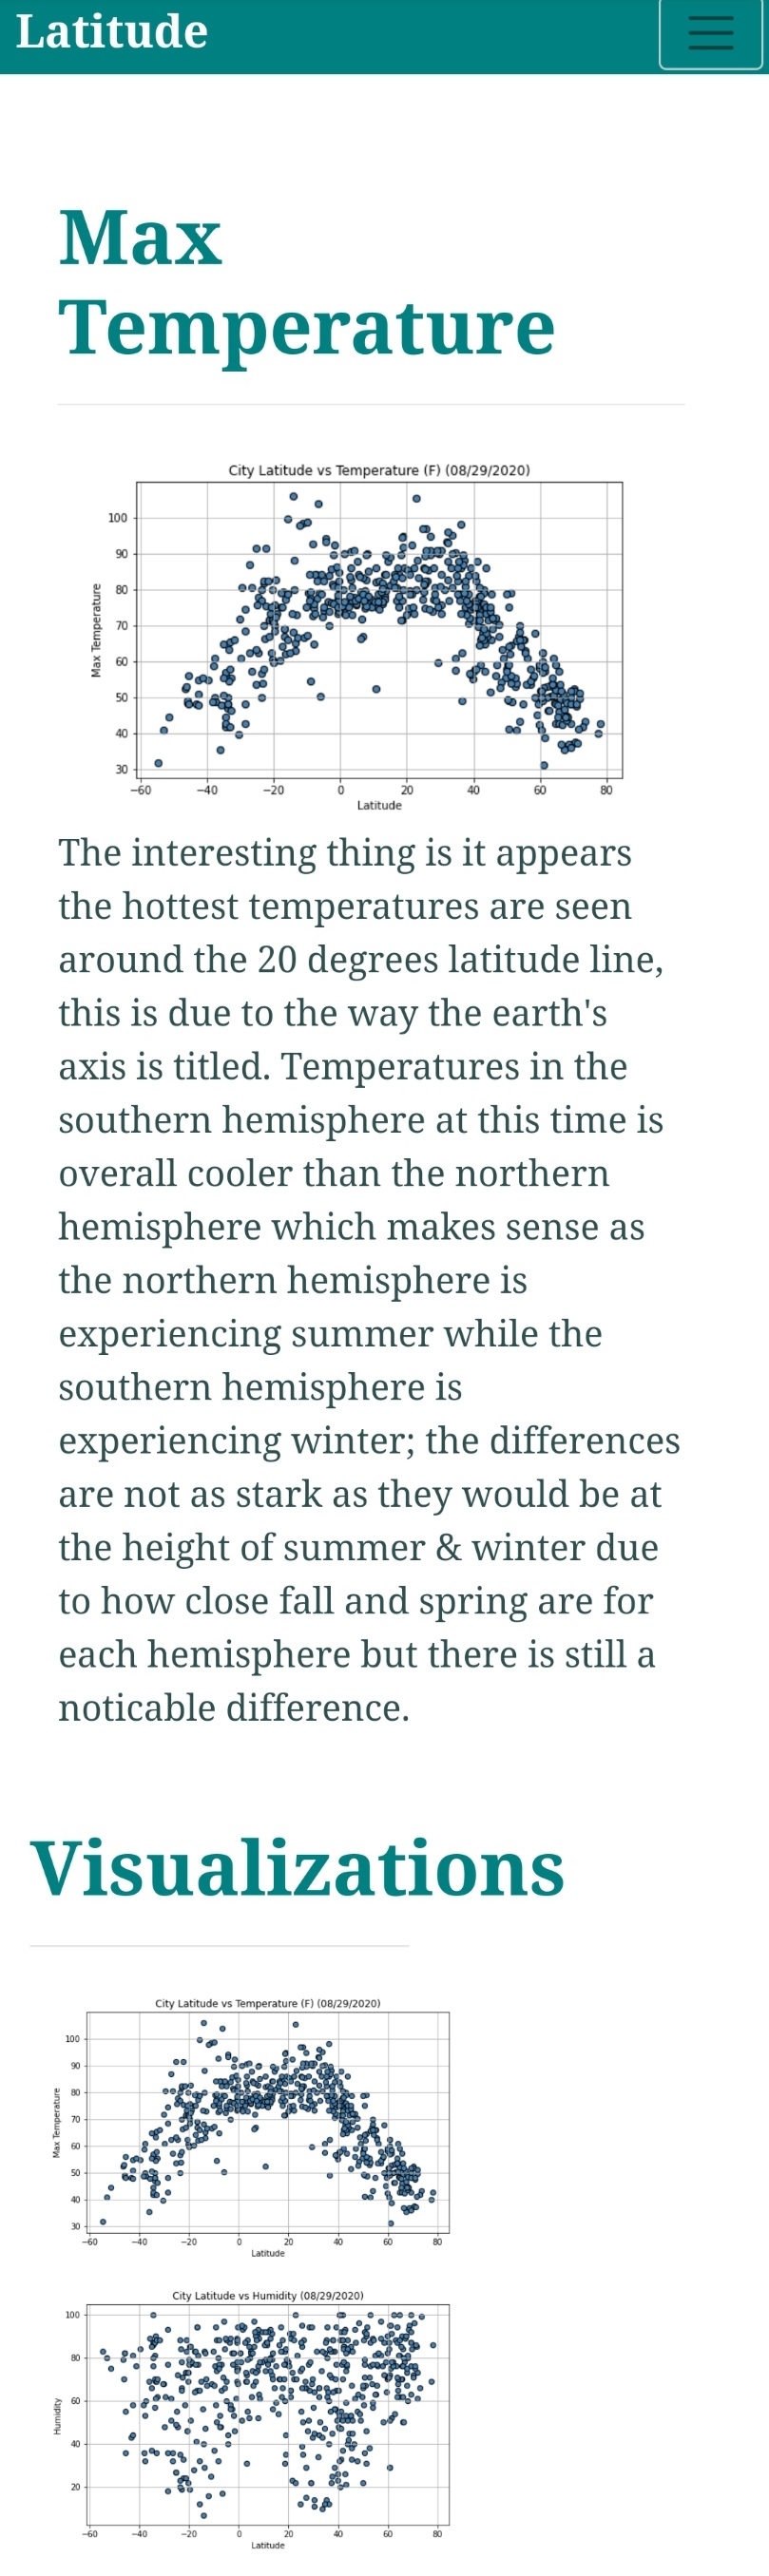 Latitude
Max
Temperature
City Latitude vs Temperature (F) (08/29/2020)
100
90
80
70
60
50
40
30
Max Temperature
−60 −40 −20 0 20 40 60 80
Latitude
The interesting thing is it appears
the hottest temperatures are seen
around the 20 degrees latitude line,
this is due to the way the earth's
axis is titled. Temperatures in the
southern hemisphere at this time is
overall cooler than the northern
hemisphere which makes sense as
the northern hemisphere is
experiencing summer while the
southern hemisphere is
experiencing winter; the differences
are not as stark as they would be at
the height of summer & winter due
to how close fall and spring are for
each hemisphere but there is still a
noticable difference.
Visualizations
City Latitude vs Temperature (F) (08/29/2020)
100
90
80
70
60
50
40
30
Max Temperature
−60 −40 −20 0 20 40 60 80
Latitude
City Latitude vs Humidity (08/29/2020)
100
80
60
40
20
Humidity
−60 −40 −20 0 20 40 60 80
Latitude